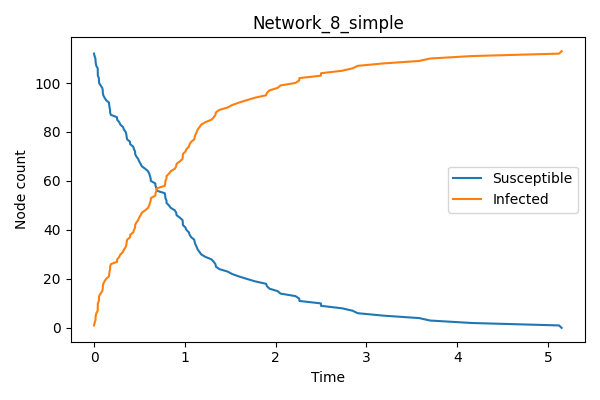 Network_8_simple
Node count
100
80
60
40
20
0
Susceptible
Infected
0 1 2 3 4 5
Time